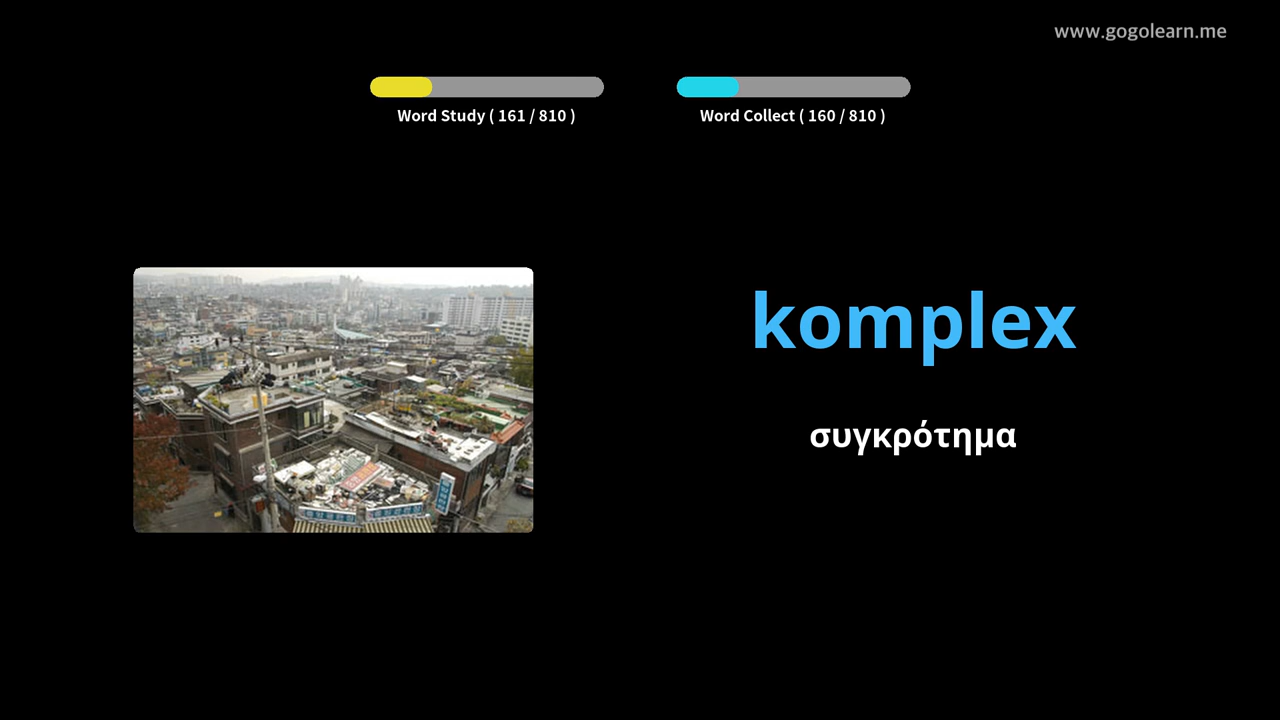 www.gogolearn.me
Word Study ( 161 / 810 )
Word Collect ( 160 / 810 )
komplex
συγκρότημα